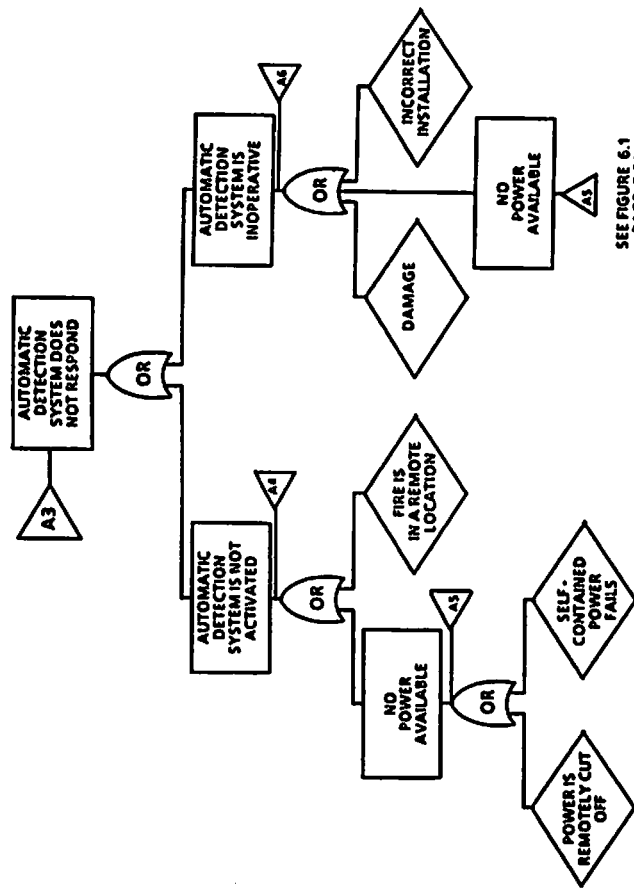 A3
AUTOMATIC
DETECTION
SYSTEM DOES
NOT RESPOND
OR
AUTOMATIC
DETECTION
SYSTEM IS NOT
ACTIVATED
A4
OR
NO
POWER
AVAILABLE
A5
OR
POWER IS
REMOTELY CUT
OFF
SELF-
CONTAINED
POWER
FAILS
FIRE IS
IN A REMOTE
LOCATION
AUTOMATIC
DETECTION
SYSTEM IS
INOPERATIVE
A6
OR
DAMAGE
NO
POWER
AVAILABLE
A5
INCORRECT
INSTALLATION
SEE FIGURE 6.1